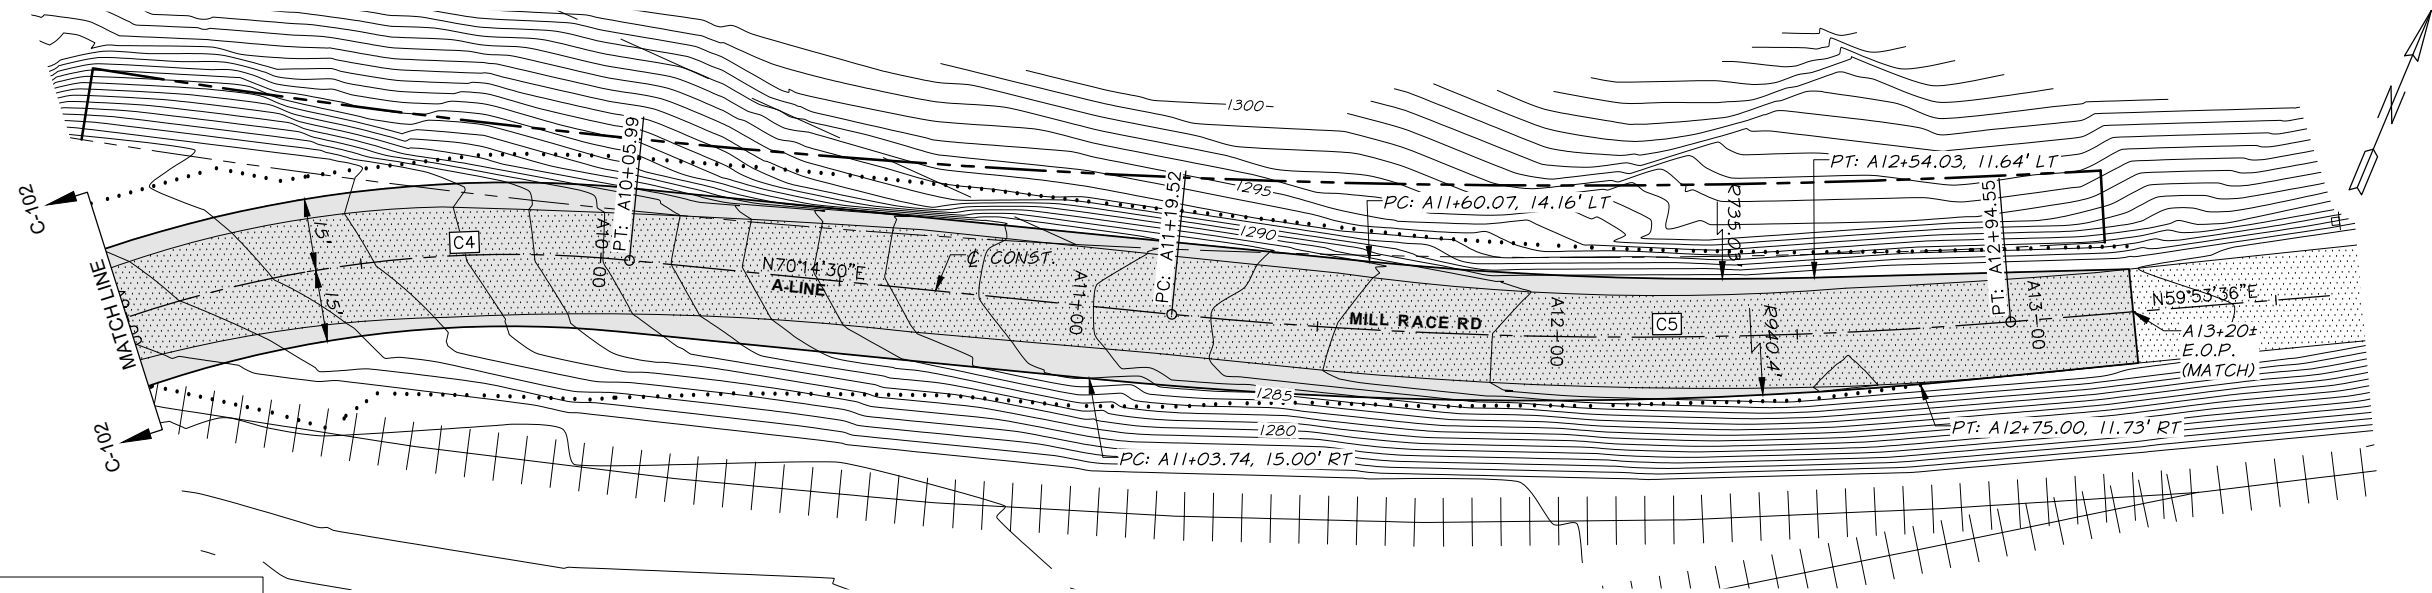 1300
PT: A12+54.03, 11.64' LT
C-102
PT: A10+05.99
PC: A11+19.52
1295
R735.03'
PT: A12+94.55
PC: A11+60.07, 14.16' LT
15'
C4
A10+00
1290
N70°14'30"E
A-LINE
℄ CONST.
MATCH LINE
15'
A11+00
MILL RACE RD
A12+00
C5
R940.4'
A13+00
N59°53'36"E
A13+20±
E.O.P.
(MATCH)
1285
C-102
1280
PT: A12+75.00, 11.73' RT
PC: A11+03.74, 15.00' RT